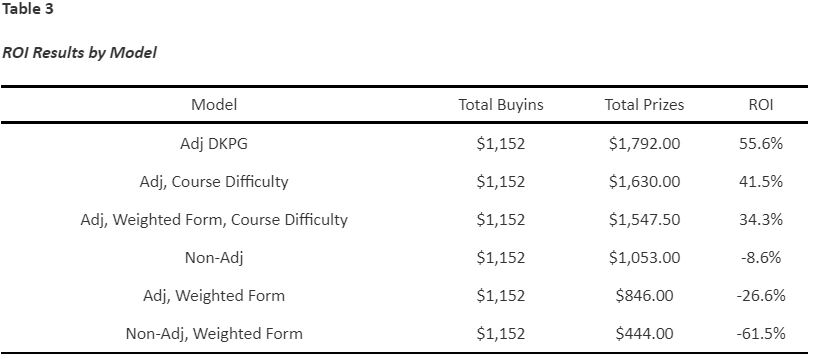 Table 3
ROI Results by Model
Model Total Buyins Total Prizes ROI
Adj DKPG $1,152 $1,792.00 55.6%
Adj, Course Difficulty $1,152 $1,630.00 41.5%
Adj, Weighted Form, Course Difficulty $1,152 $1,547.50 34.3%
Non-Adj $1,152 $1,053.00 -8.6%
Adj, Weighted Form $1,152 $846.00 -26.6%
Non-Adj, Weighted Form $1,152 $444.00 -61.5%